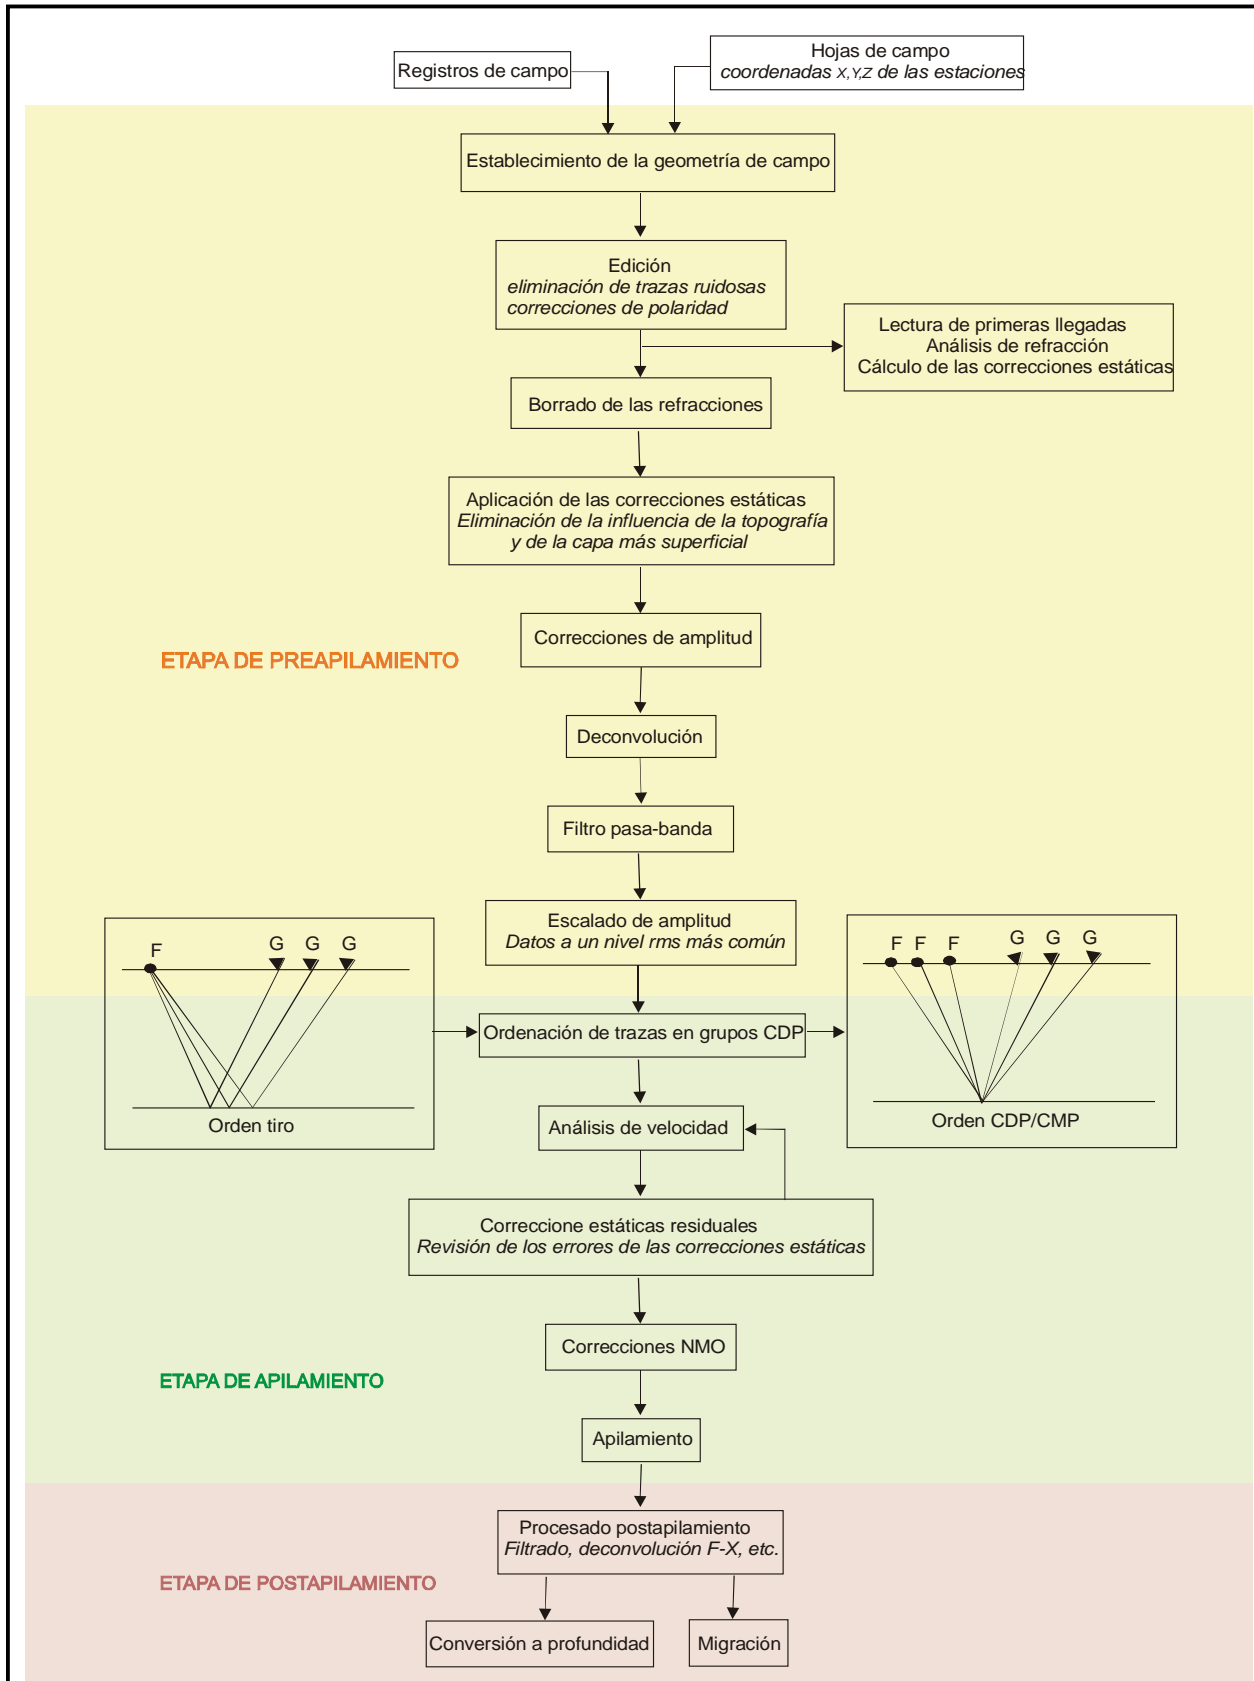 Registros de campo
Hojas de campo
coordenadas X,Y,Z de las estaciones
Establecimiento de la geometría de campo
Edición
eliminación de trazas ruidosas
correcciones de polaridad
Lectura de primeras llegadas
Análisis de refracción
Cálculo de las correcciones estáticas
Borrado de las refracciones
Aplicación de las correcciones estáticas
Eliminación de la influencia de la topografía
y de la capa más superficial
Correcciones de amplitud
ETAPA DE PREAPILAMIENTO
Deconvolución
Filtro pasa-banda
Escalado de amplitud
Datos a un nivel rms más común
F G G G
Orden tiro
Ordenación de trazas en grupos CDP
F F F G G G
Orden CDP/CMP
Análisis de velocidad
Correccione estáticas residuales
Revisión de los errores de las correcciones estáticas
Correcciones NMO
ETAPA DE APILAMIENTO
Apilamiento
Procesado postapilamiento
Filtrado, deconvolución F-X, etc.
ETAPA DE POSTAPILAMIENTO
Conversión a profundidad
Migración